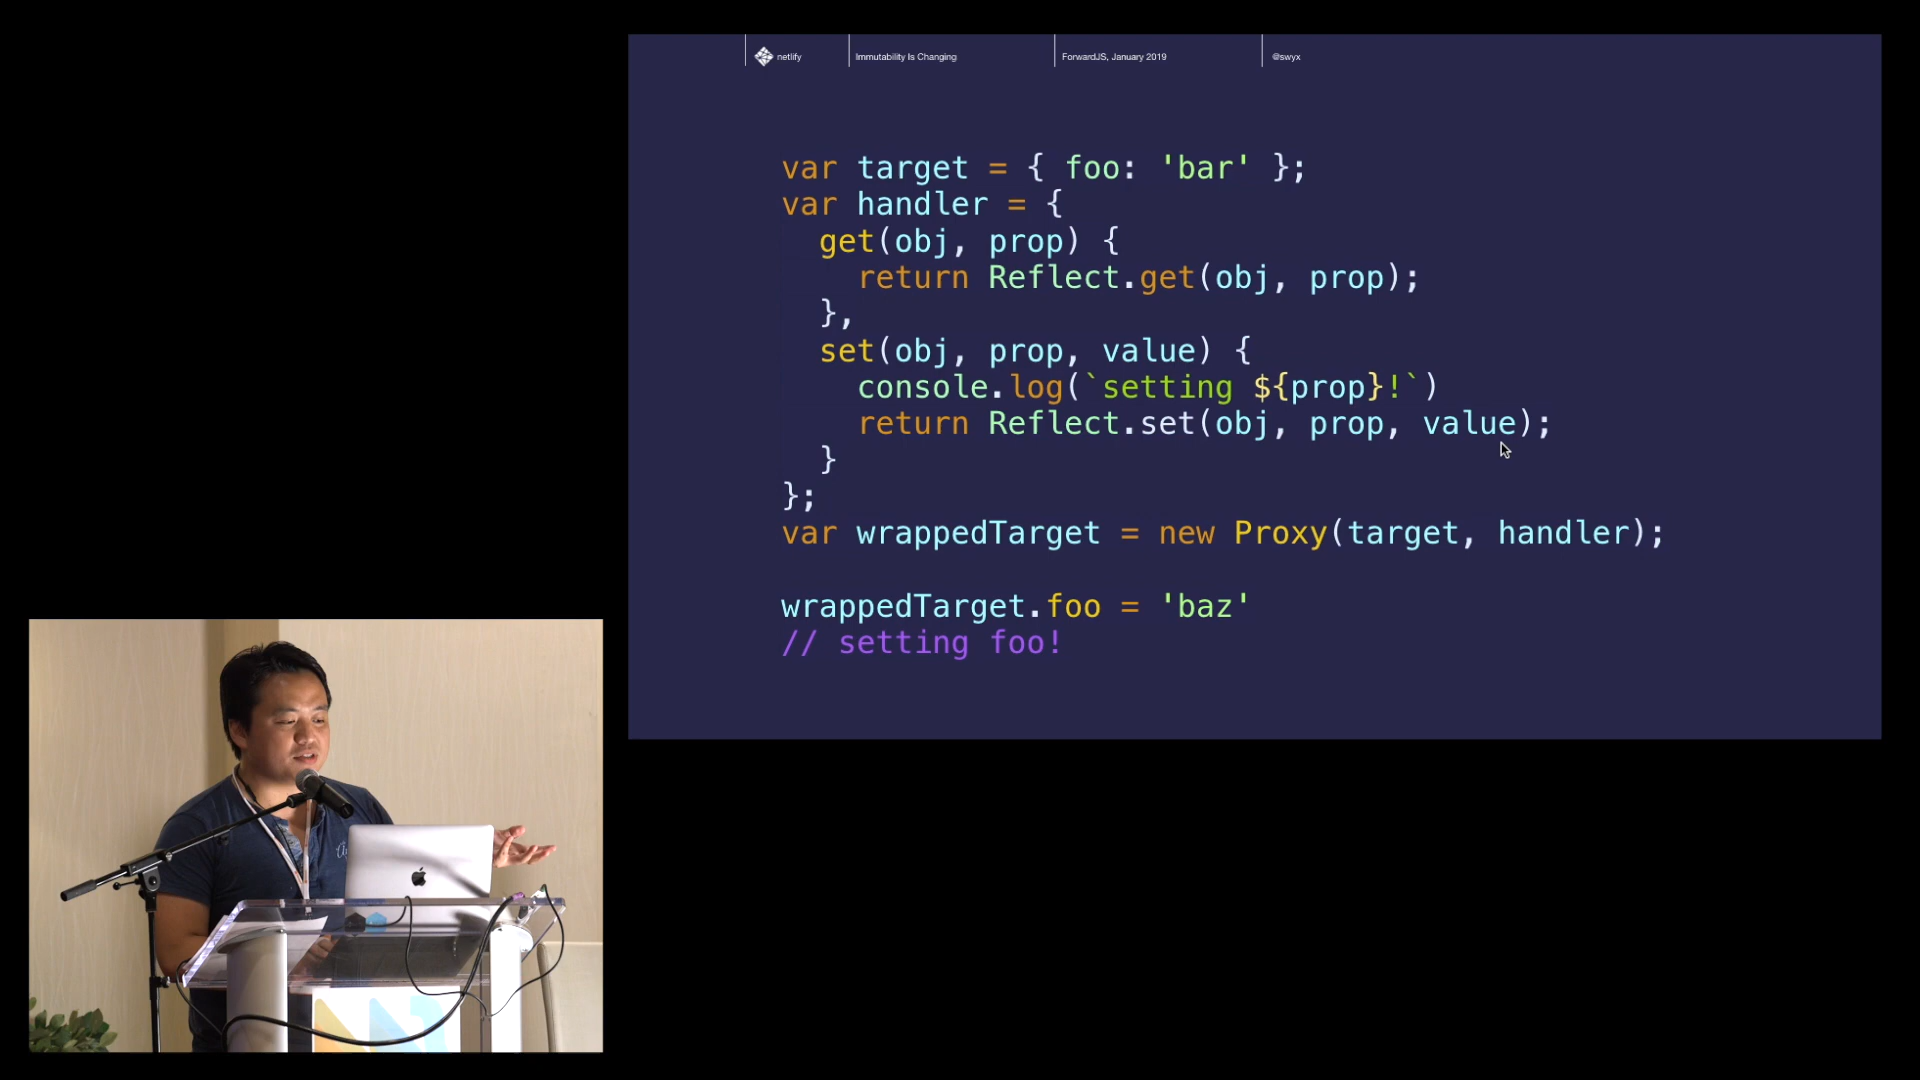 netlify
Immutability Is Changing
ForwardJS, January 2019
@swyx
var target = { foo: 'bar' };
var handler = {
  get(obj, prop) {
    return Reflect.get(obj, prop);
  },
  set(obj, prop, value) {
    console.log(`setting ${prop}!`)
    return Reflect.set(obj, prop, value);
  }
};
var wrappedTarget = new Proxy(target, handler);
wrappedTarget.foo = 'baz'
// setting foo!